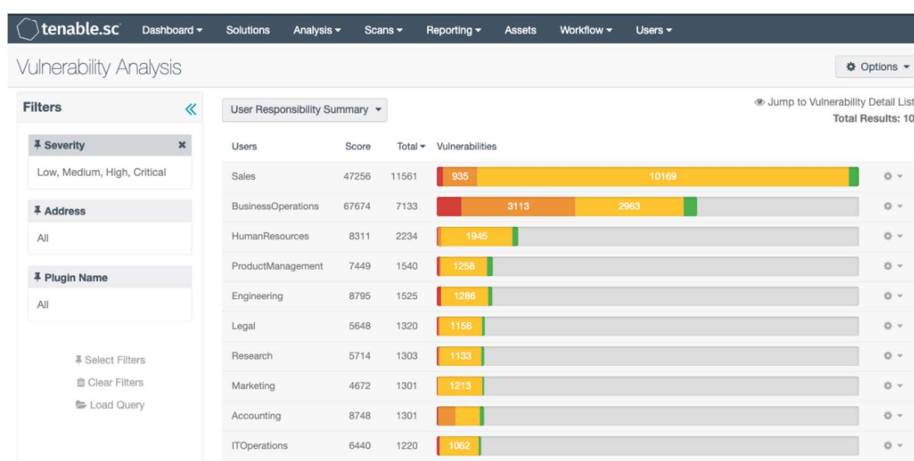 tenable.sc Dashboard Solutions Analysis Scans Reporting Assets Workflow Users
Vulnerability Analysis
Options
Filters
Severity
Low, Medium, High, Critical
Address
All
Plugin Name
All
Select Filters
Clear Filters
Load Query
User Responsibility Summary
Jump to Vulnerability Detail List
Total Results: 10
Users Score Total Vulnerabilities
Sales 47256 11561 935 10169
BusinessOperations 67674 7133 3113 2963
HumanResources 8311 2234 1945
ProductManagement 7449 1540 1258
Engineering 8795 1525 1286
Legal 5648 1320 1156
Research 5714 1303 1133
Marketing 4672 1301 1213
Accounting 8748 1301
ITOperations 6440 1220 1062